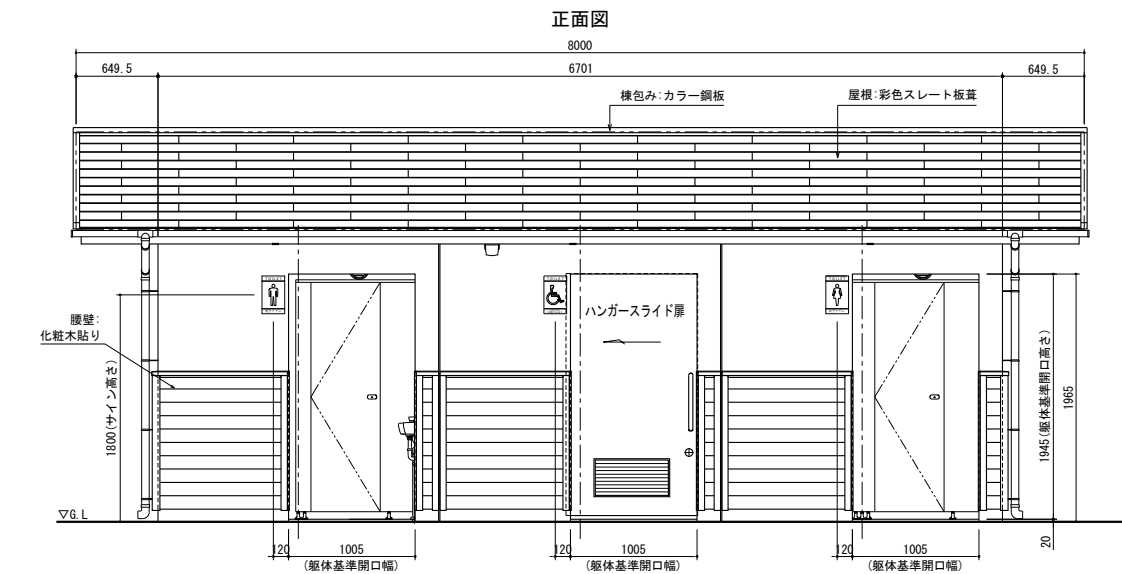 正面図
8000
649.5
6701
649.5
棟包み:カラー鋼板
屋根:彩色スレート板葺
ハンガースライド扉
腰壁:
化粧木貼り
1800(サイン高さ)
1945(躯体基準開口高さ)
1965
▽G.L
20
120
1005
(躯体基準開口幅)
120
1005
(躯体基準開口幅)
120
1005
(躯体基準開口幅)